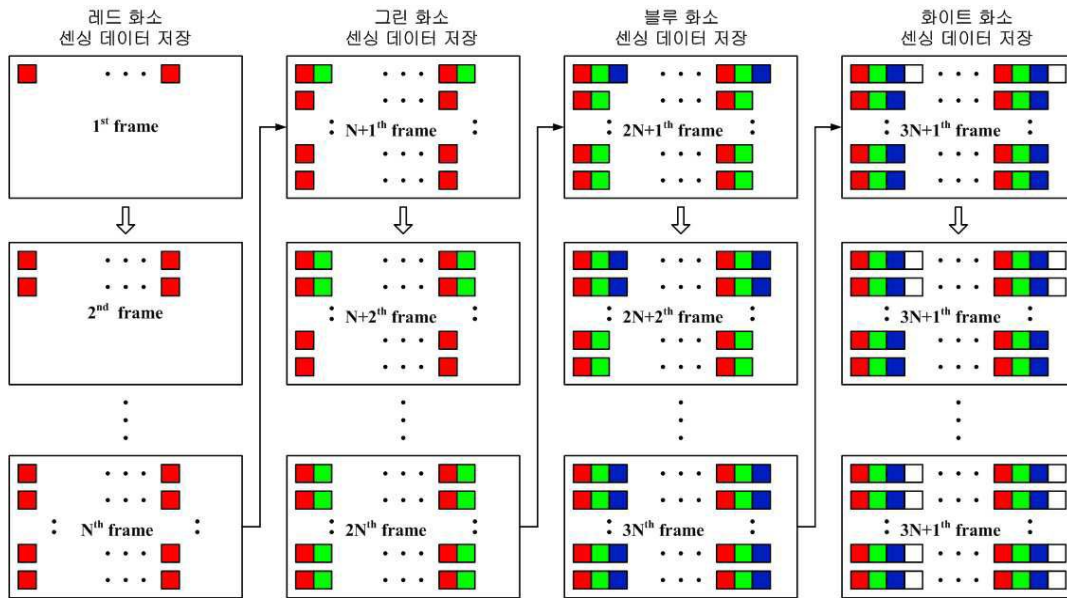 레드 화소
센싱 데이터 저장
1st frame
2nd frame
Nth frame
그린 화소
센싱 데이터 저장
N+1th frame
N+2th frame
2Nth frame
블루 화소
센싱 데이터 저장
2N+1th frame
2N+2th frame
3Nth frame
화이트 화소
센싱 데이터 저장
3N+1th frame
3N+1th frame
3N+1th frame